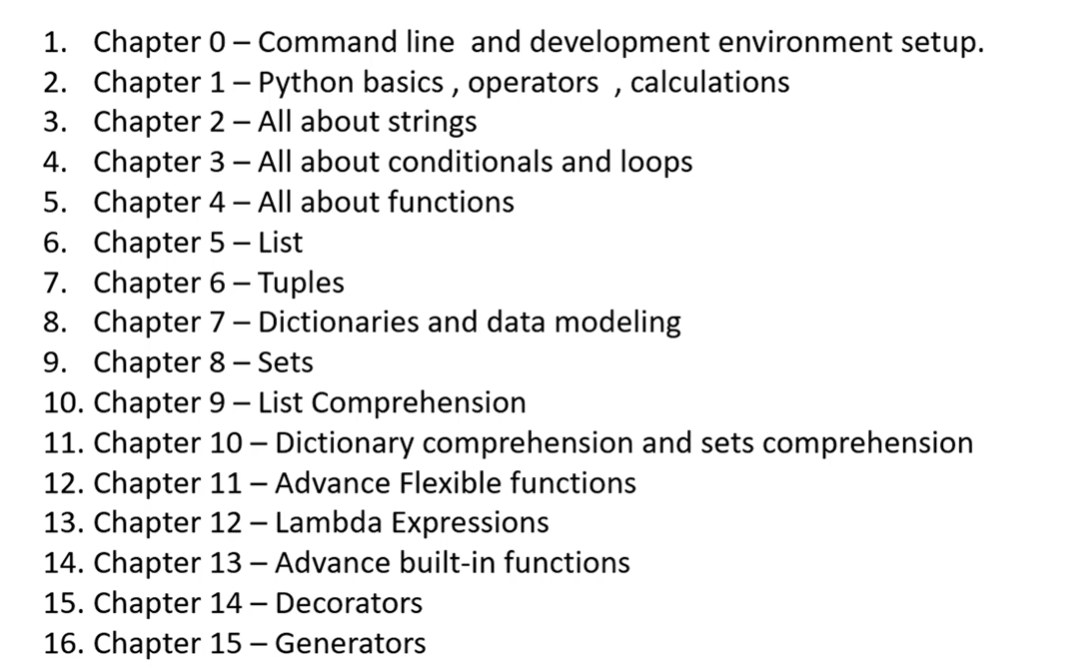 1. Chapter 0 – Command line and development environment setup.
2. Chapter 1 – Python basics , operators , calculations
3. Chapter 2 – All about strings
4. Chapter 3 – All about conditionals and loops
5. Chapter 4 – All about functions
6. Chapter 5 – List
7. Chapter 6 – Tuples
8. Chapter 7 – Dictionaries and data modeling
9. Chapter 8 – Sets
10. Chapter 9 – List Comprehension
11. Chapter 10 – Dictionary comprehension and sets comprehension
12. Chapter 11 – Advance Flexible functions
13. Chapter 12 – Lambda Expressions
14. Chapter 13 – Advance built-in functions
15. Chapter 14 – Decorators
16. Chapter 15 – Generators